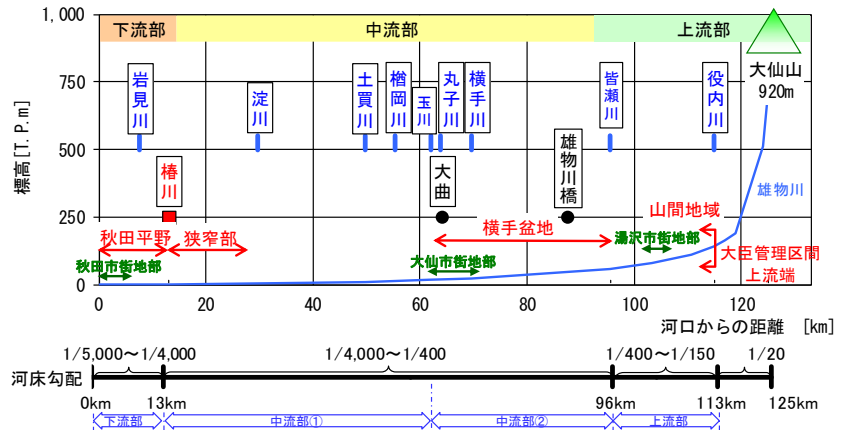 1,000
750
500
250
0
標高[T.P.m]
下流部
中流部
上流部
大仙山
920m
岩見川
淀川
土買川
楢岡川
玉川
丸子川
横手川
皆瀬川
役内川
椿川
大曲
雄物川橋
雄物川
秋田平野
狭窄部
横手盆地
山間地域
秋田市街地部
大仙市街地部
湯沢市街地部
大臣管理区間
上流端
0
20
40
60
80
100
120
河口からの距離 [km]
河床勾配
1/5,000～1/4,000
1/4,000～1/400
1/400～1/150
1/20
0km
13km
96km
113km
125km
下流部
中流部①
中流部②
上流部